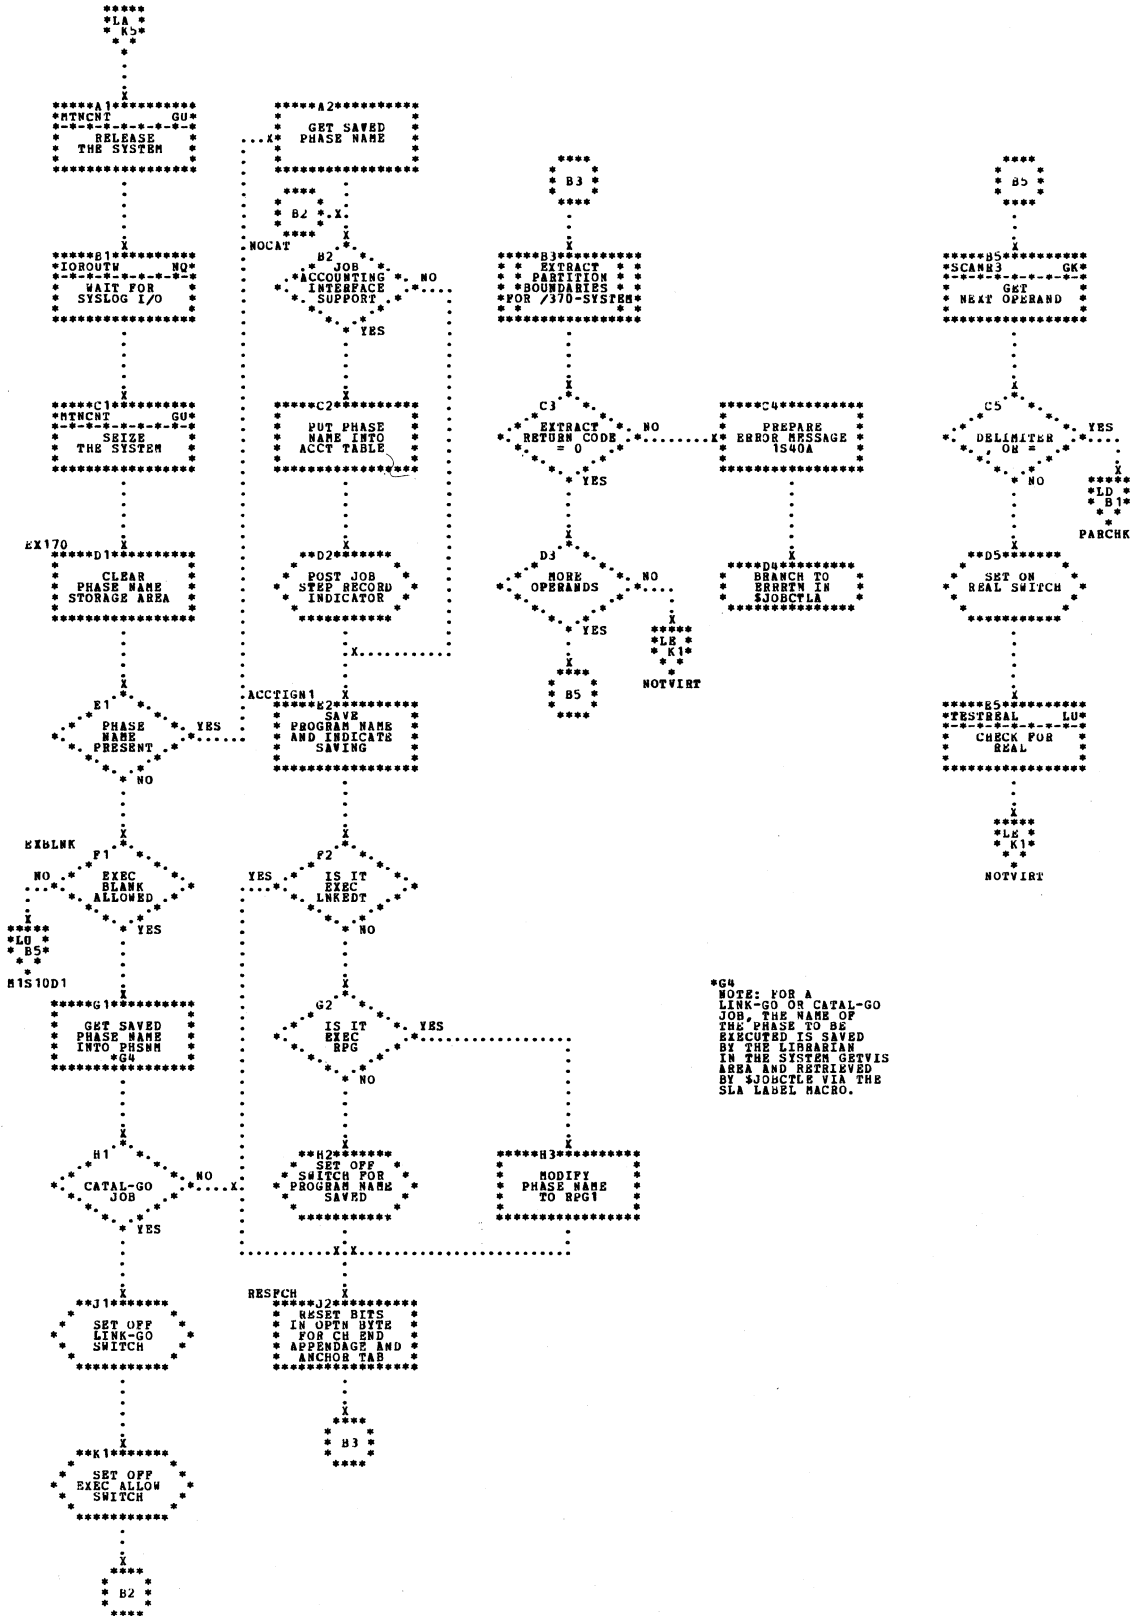 LA
K5
A1
MTNCNT GU
RELEASE
THE SYSTEM
B1
IOROUTW NQ
WAIT FOR
SYSLOG I/O
C1
MTNCNT GU
SEIZE
THE SYSTEM
EX170
D1
CLEAR
PHASE NAME
STORAGE AREA
E1
PHASE
NAME
PRESENT
YES
NO
EXBLNK
F1
EXEC
BLANK
ALLOWED
NO
YES
B5
M1S10D1
G1
GET SAVED
PHASE NAME
INTO PHSNM
*G4
H1
CATAL-GO
JOB
NO
YES
J1
SET OFF
LINK-GO
SWITCH
K1
SET OFF
EXEC ALLOW
SWITCH
B2
A2
GET SAVED
PHASE NAME
B2
NOCAT
B2
JOB
ACCOUNTING
INTERFACE
SUPPORT
NO
YES
C2
PUT PHASE
NAME INTO
ACCT TABLE
D2
POST JOB
STEP RECORD
INDICATOR
ACCTIGN1
E2
SAVE
PROGRAM NAME
AND INDICATE
SAVING
F2
IS IT
EXEC
LNKEDT
YES
NO
G2
IS IT
EXEC
RPG
YES
NO
H2
SET OFF
SWITCH FOR
PROGRAM NAME
SAVED
RESFCH
J2
RESET BITS
IN OPTN BYTE
FOR CH END
APPENDAGE AND
ANCHOR TAB
B3
B3
B3
EXTRACT
PARTITION
BOUNDARIES
FOR /370-SYSTEM
C3
EXTRACT
RETURN CODE
= 0
NO
YES
D3
MORE
OPERANDS
NO
YES
LE
K1
NOTVIRT
B5
H3
MODIFY
PHASE NAME
TO RPG1
C4
PREPARE
ERROR MESSAGE
1S40A
D4
BRANCH TO
ERRRTN IN
$JOBCTLA
*G4
NOTE: FOR A
LINK-GO OR CATAL-GO
JOB, THE NAME OF
THE PHASE TO BE
EXECUTED IS SAVED
BY THE LIBRARIAN
IN THE SYSTEM GETVIS
AREA AND RETRIEVED
BY $JOBCTLE VIA THE
SLA LABEL MACRO.
B5
B5
SCANR3 GK
GET
NEXT OPERAND
C5
DELIMITER
, OR =
YES
NO
LD
B1
PARCHK
D5
SET ON
REAL SWITCH
E5
TESTREAL LU
CHECK FOR
REAL
LE
K1
NOTVIRT